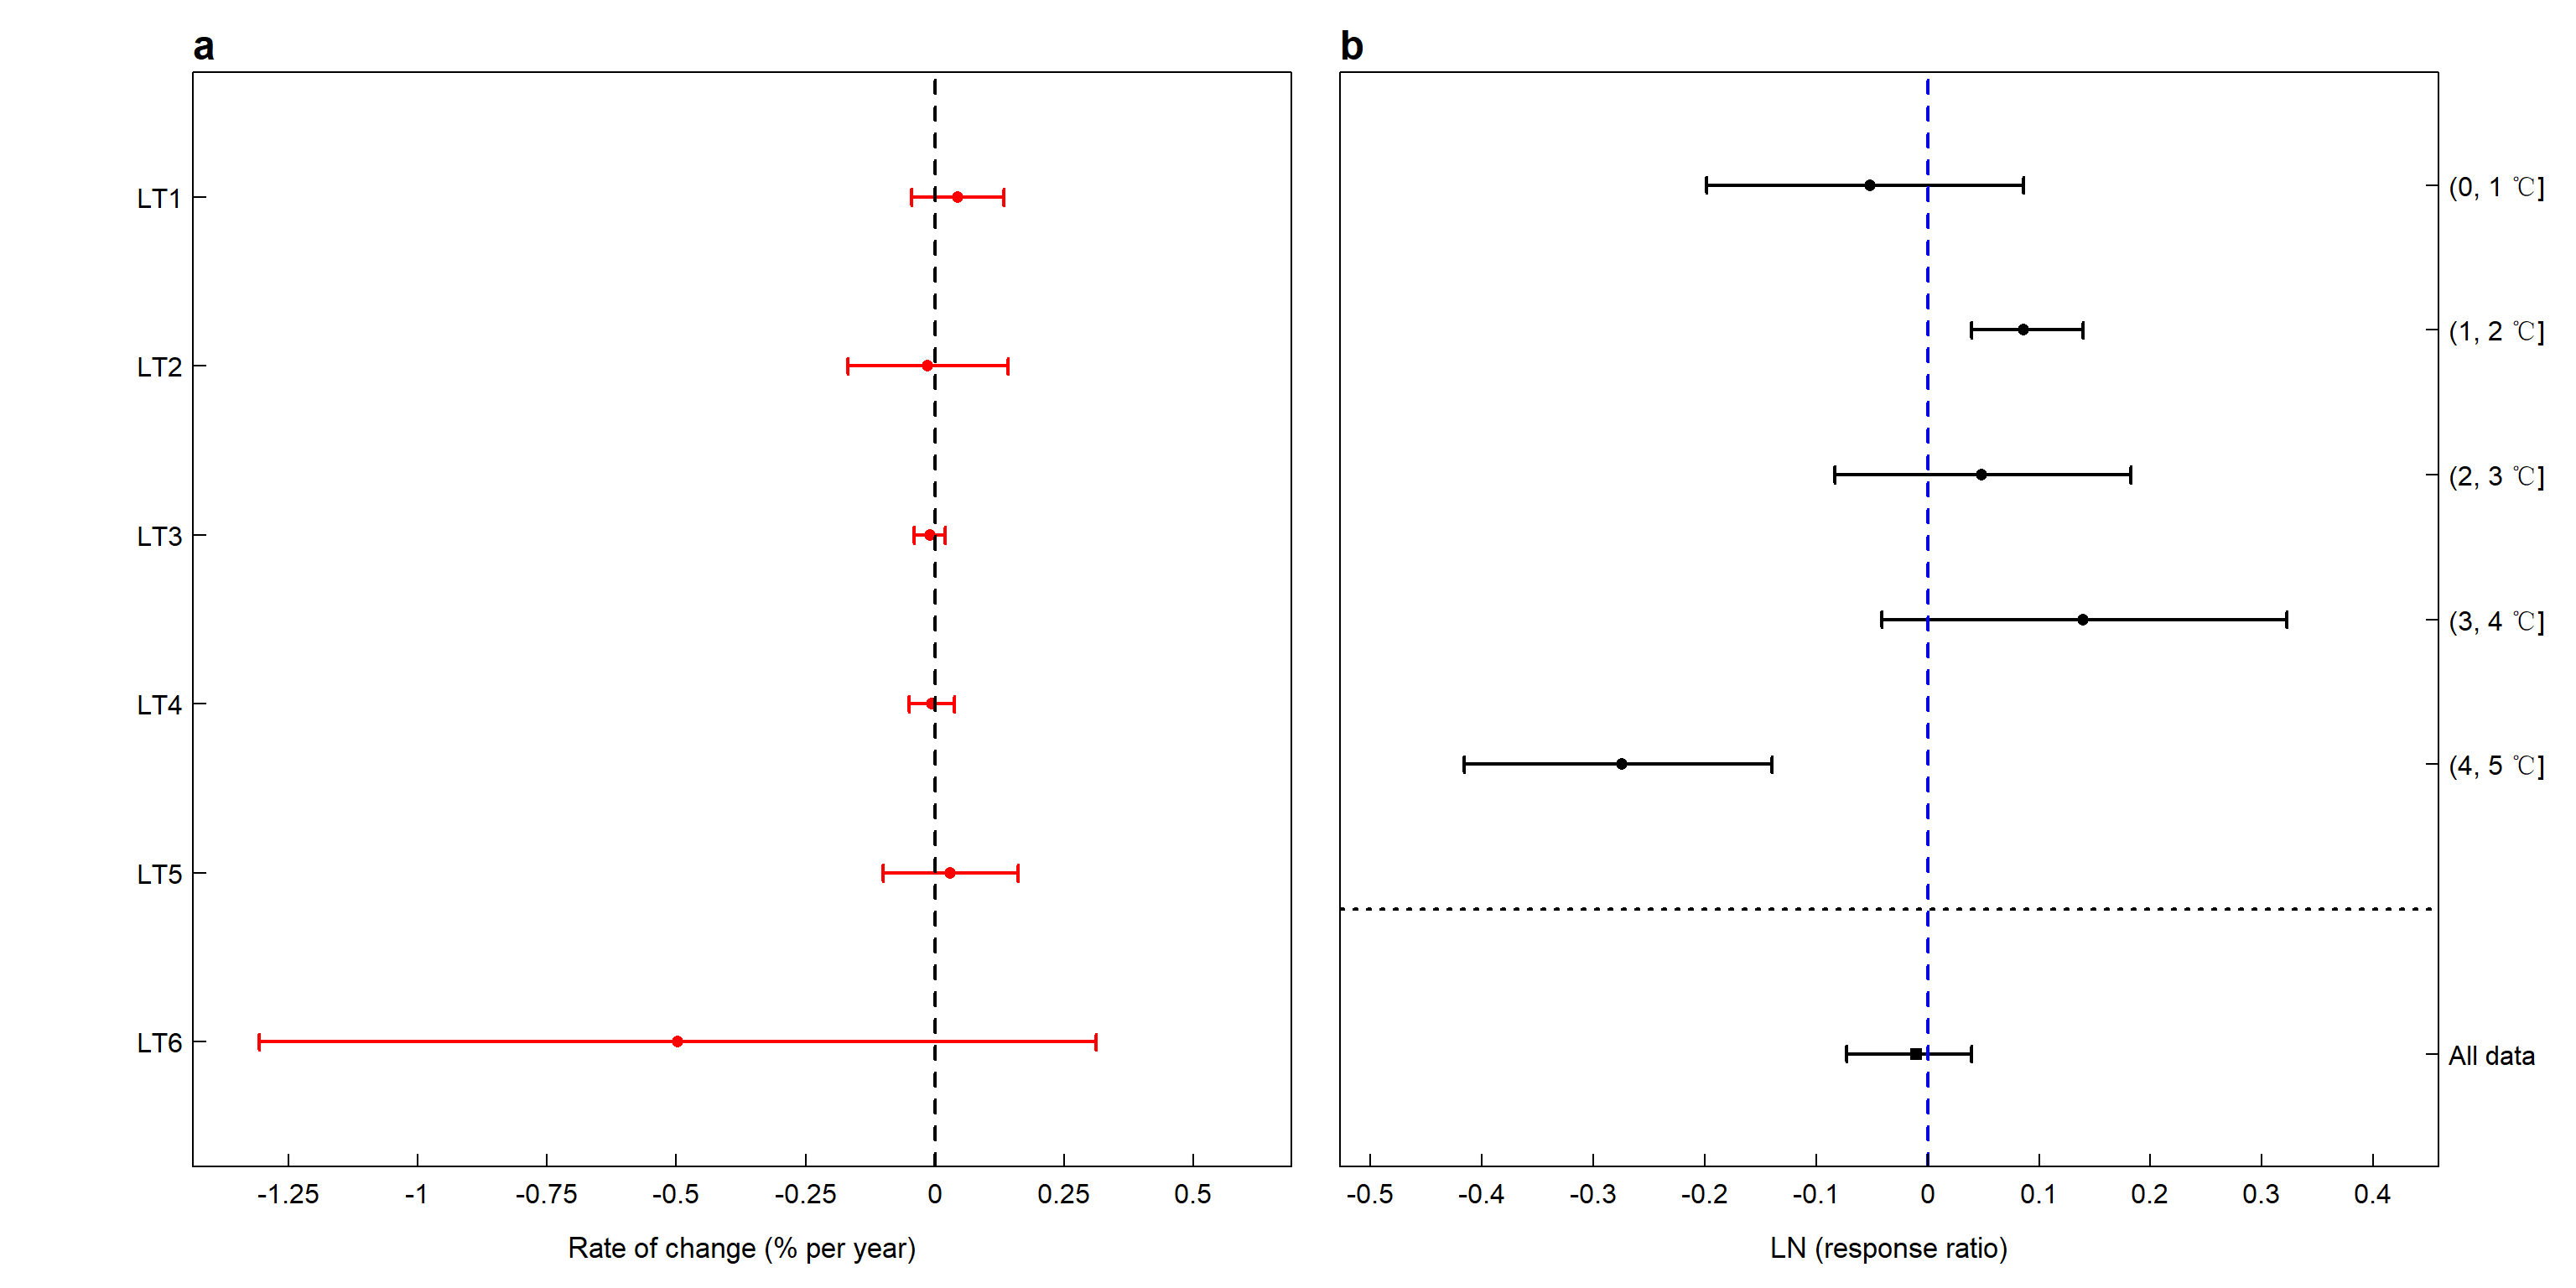 a
LT1
LT2
LT3
LT4
LT5
LT6
-1.25 -1 -0.75 -0.5 -0.25 0 0.25 0.5
Rate of change (% per year)
b
(0, 1 ℃]
(1, 2 ℃]
(2, 3 ℃]
(3, 4 ℃]
(4, 5 ℃]
All data
-0.5 -0.4 -0.3 -0.2 -0.1 0 0.1 0.2 0.3 0.4
LN (response ratio)